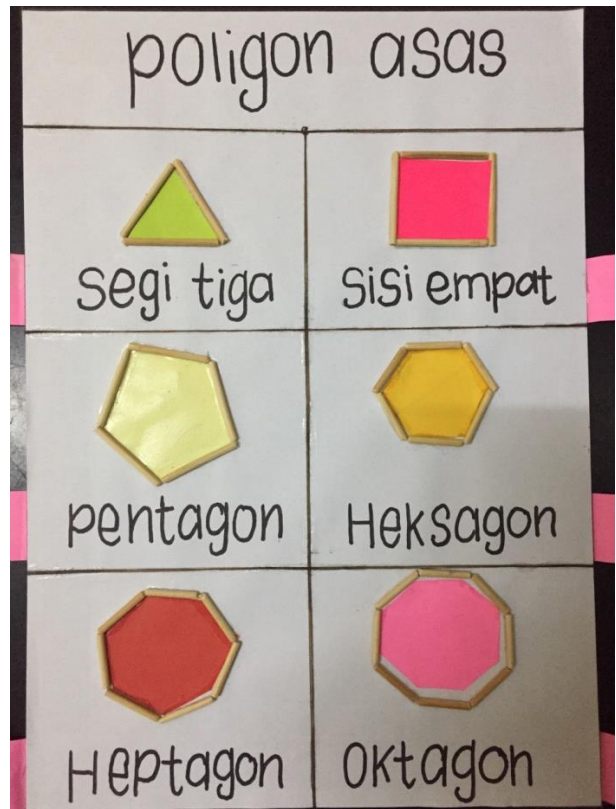 poligon asas
segi tiga
sisi empat
pentagon
Heksagon
Heptagon
Oktagon